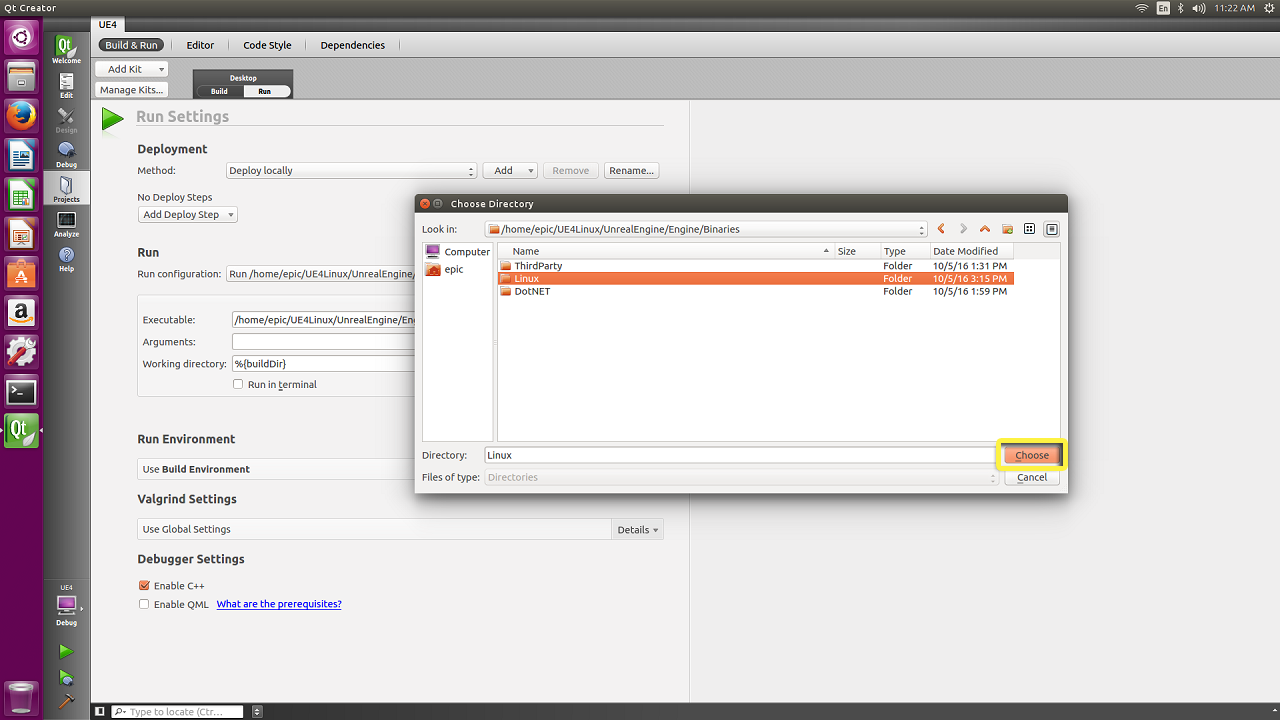 Qt Creator
En
11:22 AM
UE4
Build & Run
Editor
Code Style
Dependencies
Welcome
Edit
Design
Debug
Projects
Analyze
Help
Add Kit
Manage Kits...
Desktop
Build
Run
Run Settings
Deployment
Method:
Deploy locally
Add
Remove
Rename...
No Deploy Steps
Add Deploy Step
Run
Run configuration:
Run /home/epic/UE4Linux/UnrealEngine/
Executable:
/home/epic/UE4Linux/UnrealEngine/En
Arguments:
Working directory:
%{buildDir}
Run in terminal
Run Environment
Use Build Environment
Valgrind Settings
Use Global Settings
Details
Debugger Settings
Enable C++
Enable QML
What are the prerequisites?
Choose Directory
Look in:
/home/epic/UE4Linux/UnrealEngine/Engine/Binaries
Computer
epic
Name Size Type Date Modified
ThirdParty Folder 10/5/16 1:31 PM
Linux Folder 10/5/16 3:15 PM
DotNET Folder 10/5/16 1:59 PM
Directory:
Linux
Choose
Files of type:
Directories
Cancel
UE4
Debug
Type to locate (Ctr...